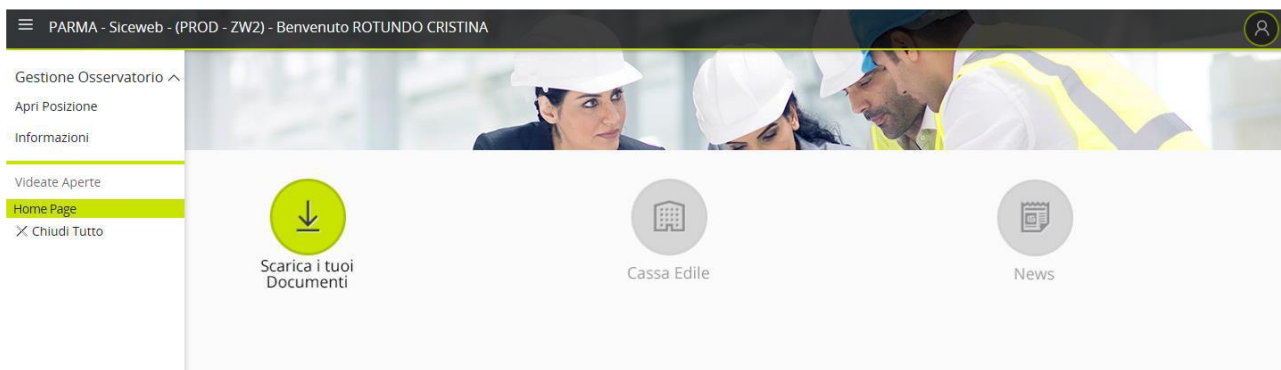 PARMA - Siceweb - (PROD - ZW2) - Benvenuto ROTUNDO CRISTINA
Gestione Osservatorio
Apri Posizione
Informazioni
Videate Aperte
Home Page
Chiudi Tutto
Scarica i tuoi
Documenti
Cassa Edile
News